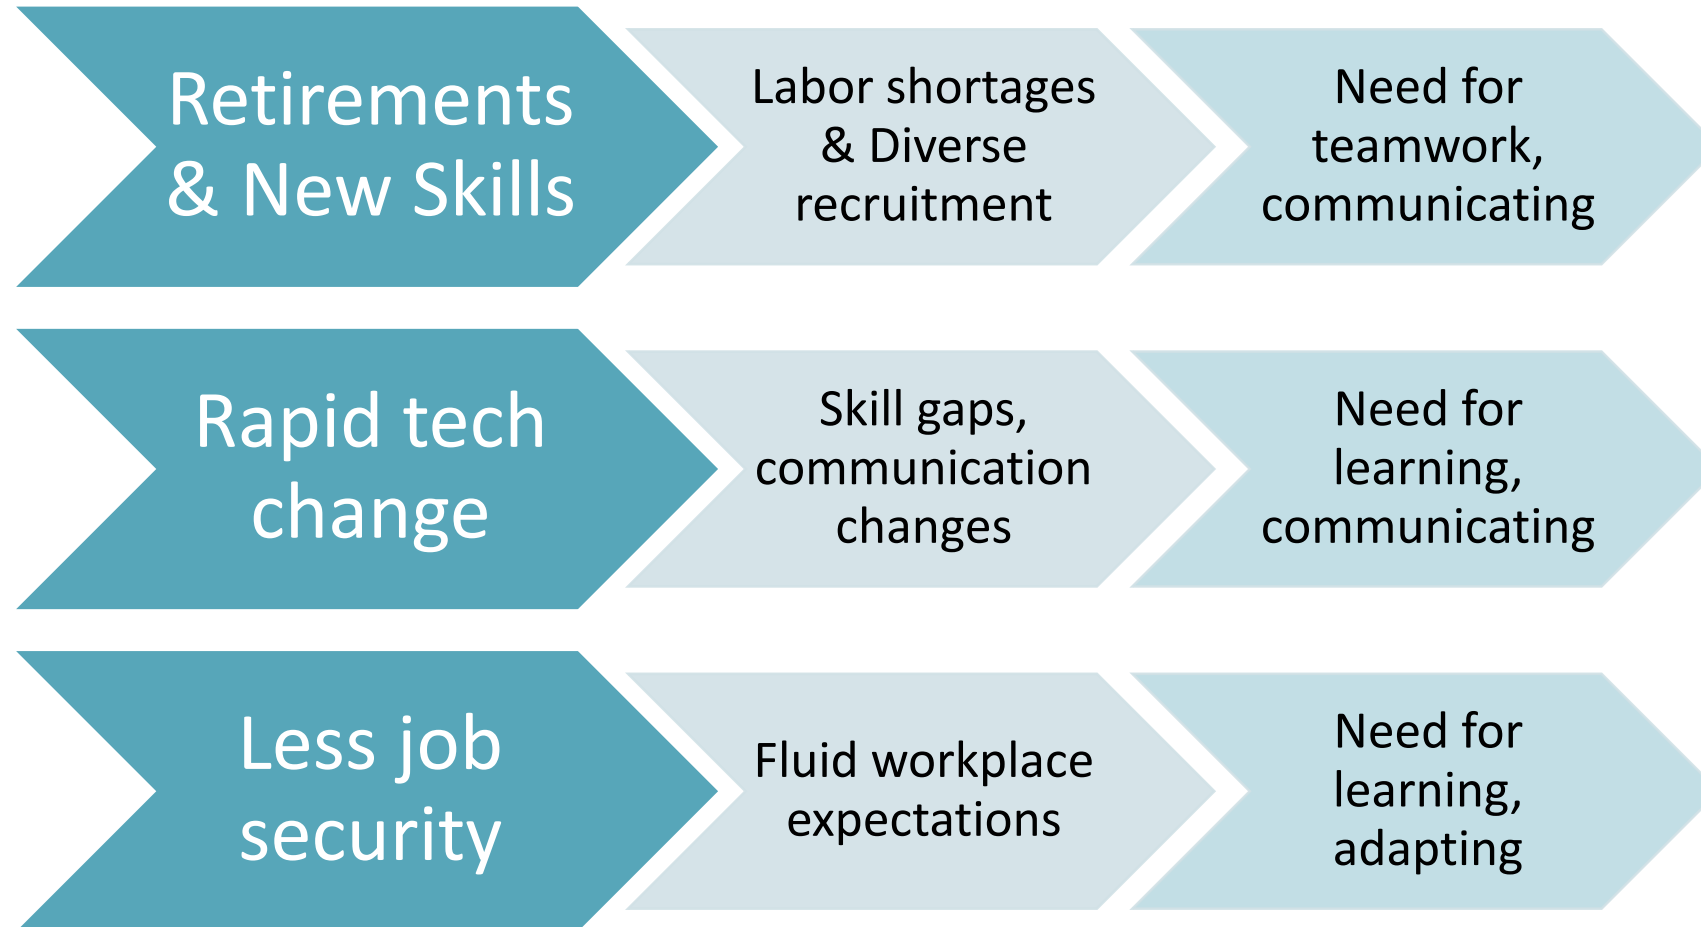 Retirements
& New Skills
Labor shortages
& Diverse
recruitment
Need for
teamwork,
communicating
Rapid tech
change
Skill gaps,
communication
changes
Need for
learning,
communicating
Less job
security
Fluid workplace
expectations
Need for
learning,
adapting